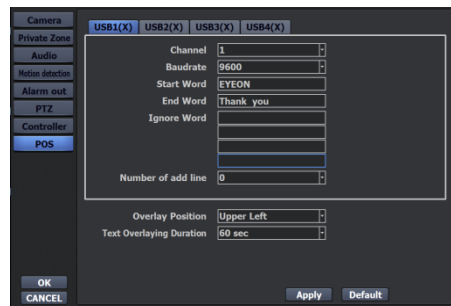 Camera
Private Zone
Audio
Motion detection
Alarm out
PTZ
Controller
POS
OK
CANCEL
USB1(X) USB2(X) USB3(X) USB4(X)
Channel 1
Baudrate 9600
Start Word EYEON
End Word Thank you
Ignore Word
Number of add line 0
Overlay Position Upper Left
Text Overlaying Duration 60 sec
Apply Default